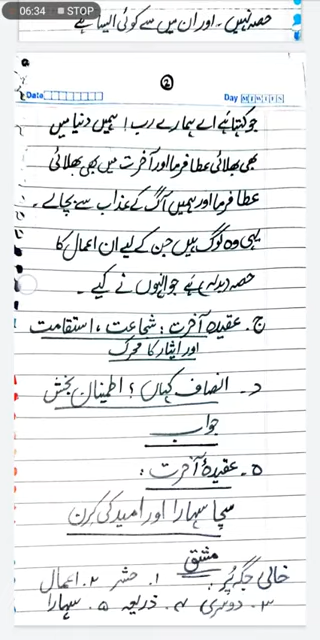 06:34 STOP
حصہ نہیں ۔ اور ان میں سے کوئی ایسا ہے
②
Date Day M T W T F S
جو کہتا ہے اے ہمارے رب! ہمیں دنیا میں
بھی بھلائی عطا فرما اور آخرت میں بھی بھلائی
عطا فرما اور ہمیں آگ کے عذاب سے بچا لے ۔
یہی وہ لوگ ہیں جن کے لیے ان اعمال کا
حصہ (بدلہ) ہے جو انہوں نے کیے ۔
ج۔ عقیدہ آخرت : شجاعت ، استقامت
اور ایثار کا محرک
د۔ انصاف کہاں ؟ اطمینان بخش
جواب
ه۔ عقیدۂ آخرت :
سچا سہارا اور امید کی کرن
مشق
خالی جگہ پُر : ۱. حشر ۲. اعمال
۳. دوسری ۴. ذریعہ ۵. سہارا